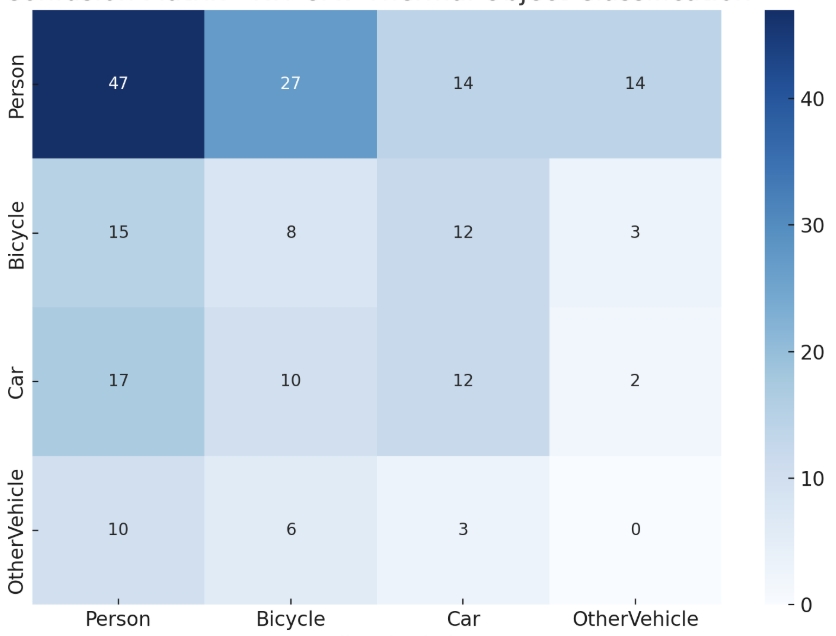 Person 47 27 14 14
Bicycle 15 8 12 3
Car 17 10 12 2
OtherVehicle 10 6 3 0
Person Bicycle Car OtherVehicle
40
30
20
10
0